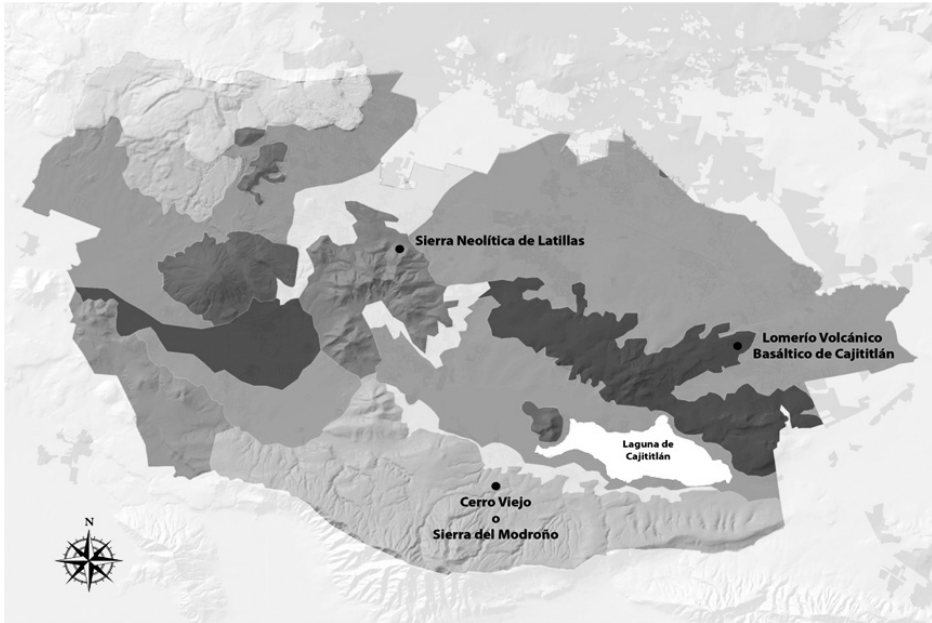 Sierra Neolítica de Latillas
Lomerío Volcánico
Basáltico de Cajititlán
Laguna de
Cajititlán
Cerro Viejo
o
Sierra del Modroño
N